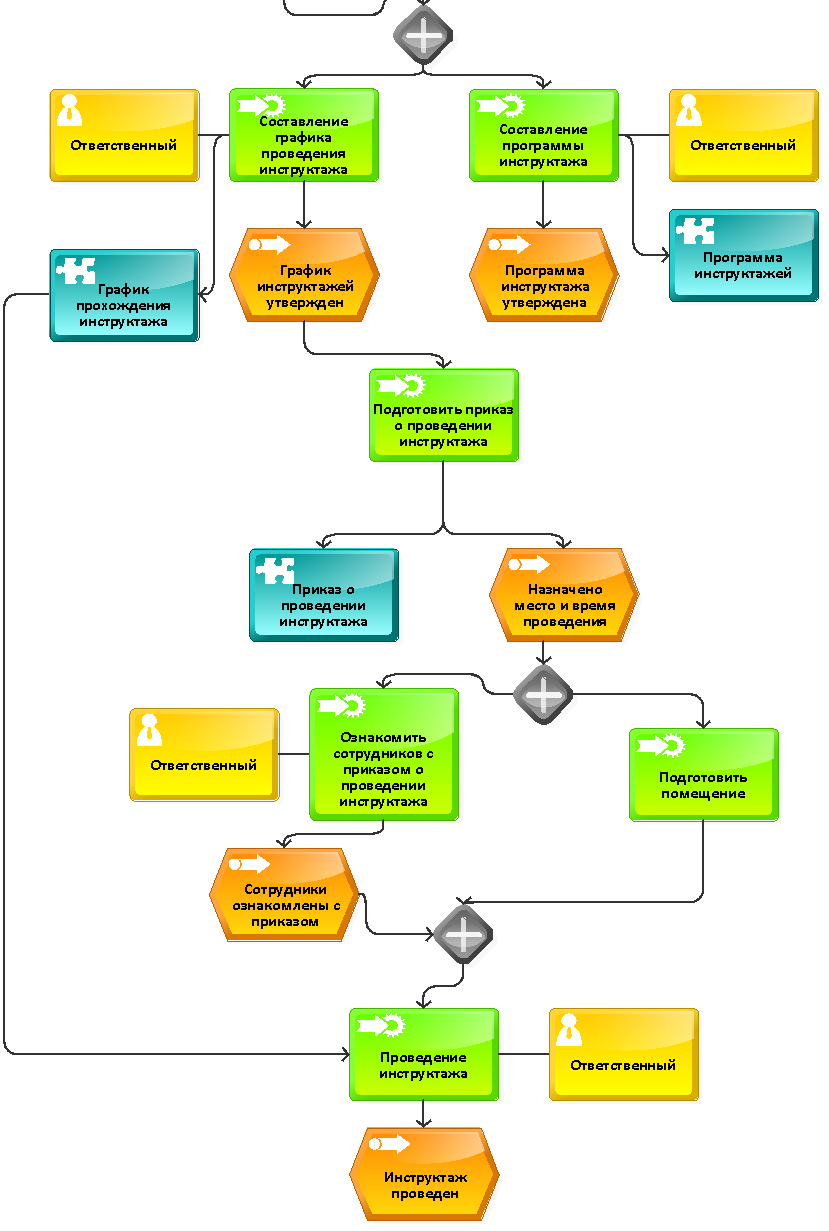 Ответственный
Составление
графика
проведения
инструктажа
Составление
программы
инструктажа
Ответственный
График
прохождения
инструктажа
График
инструктажей
утвержден
Программа
инструктажа
утверждена
Программа
инструктажей
Подготовить приказ
о проведении
инструктажа
Приказ о
проведении
инструктажа
Назначено
место и время
проведения
Ответственный
Ознакомить
сотрудников с
приказом о
проведении
инструктажа
Подготовить
помещение
Сотрудники
ознакомлены с
приказом
Проведение
инструктажа
Ответственный
Инструктаж
проведен